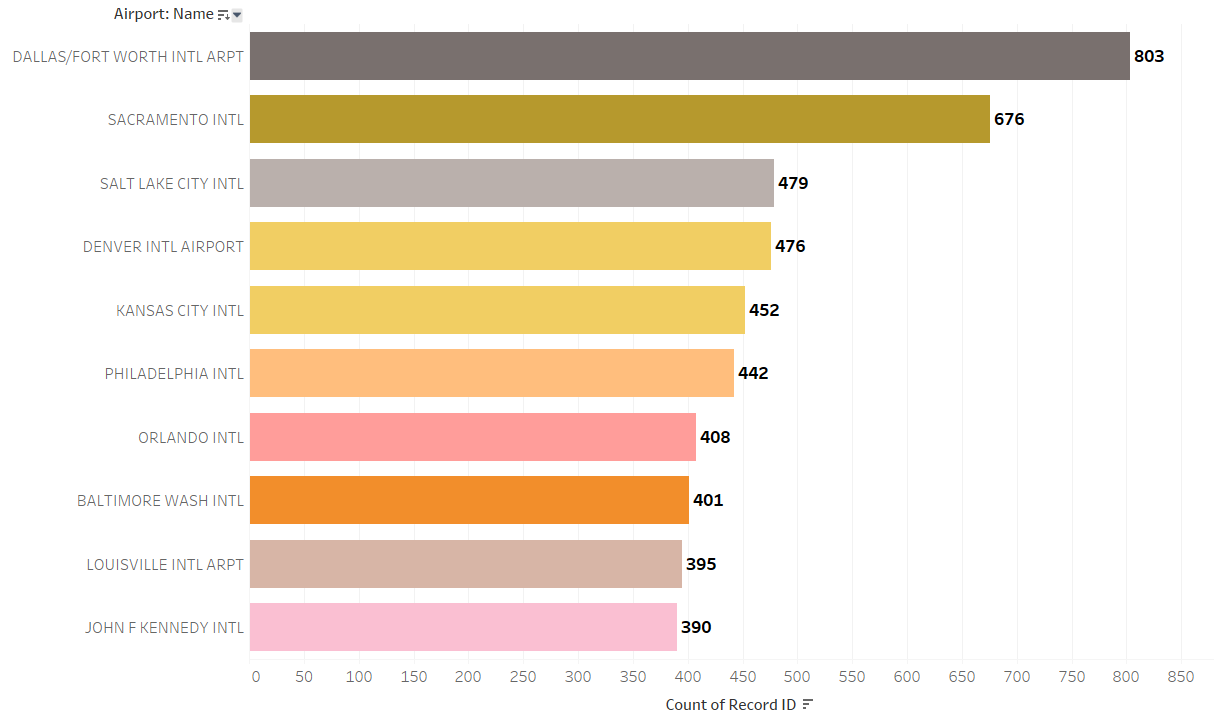 Airport: Name
DALLAS/FORT WORTH INTL ARPT 803
SACRAMENTO INTL 676
SALT LAKE CITY INTL 479
DENVER INTL AIRPORT 476
KANSAS CITY INTL 452
PHILADELPHIA INTL 442
ORLANDO INTL 408
BALTIMORE WASH INTL 401
LOUISVILLE INTL ARPT 395
JOHN F KENNEDY INTL 390
0 50 100 150 200 250 300 350 400 450 500 550 600 650 700 750 800 850
Count of Record ID